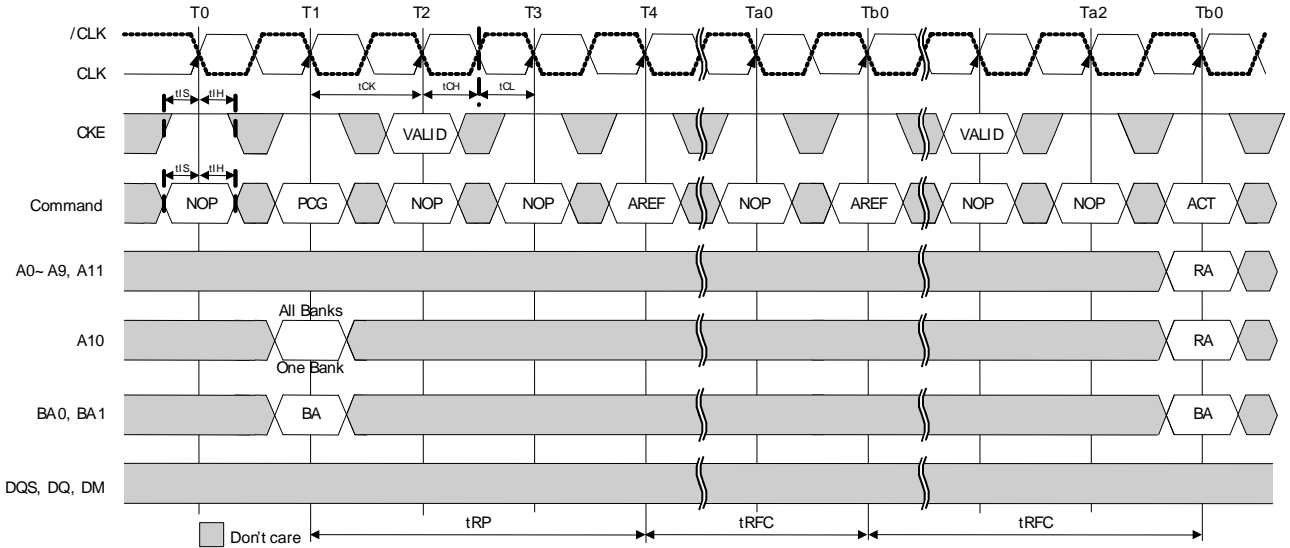 T0 T1 T2 T3 T4 Ta0 Tb0 Ta2 Tb0
/CLK
CLK
tIS tIH tCK tCH tCL
CKE VALID VALID
tIS tIH
Command NOP PCG NOP NOP AREF NOP AREF NOP NOP ACT
A0~A9, A11 RA
All Banks
A10 RA
One Bank
BA0, BA1 BA BA
DQS, DQ, DM
Don't care tRP tRFC tRFC